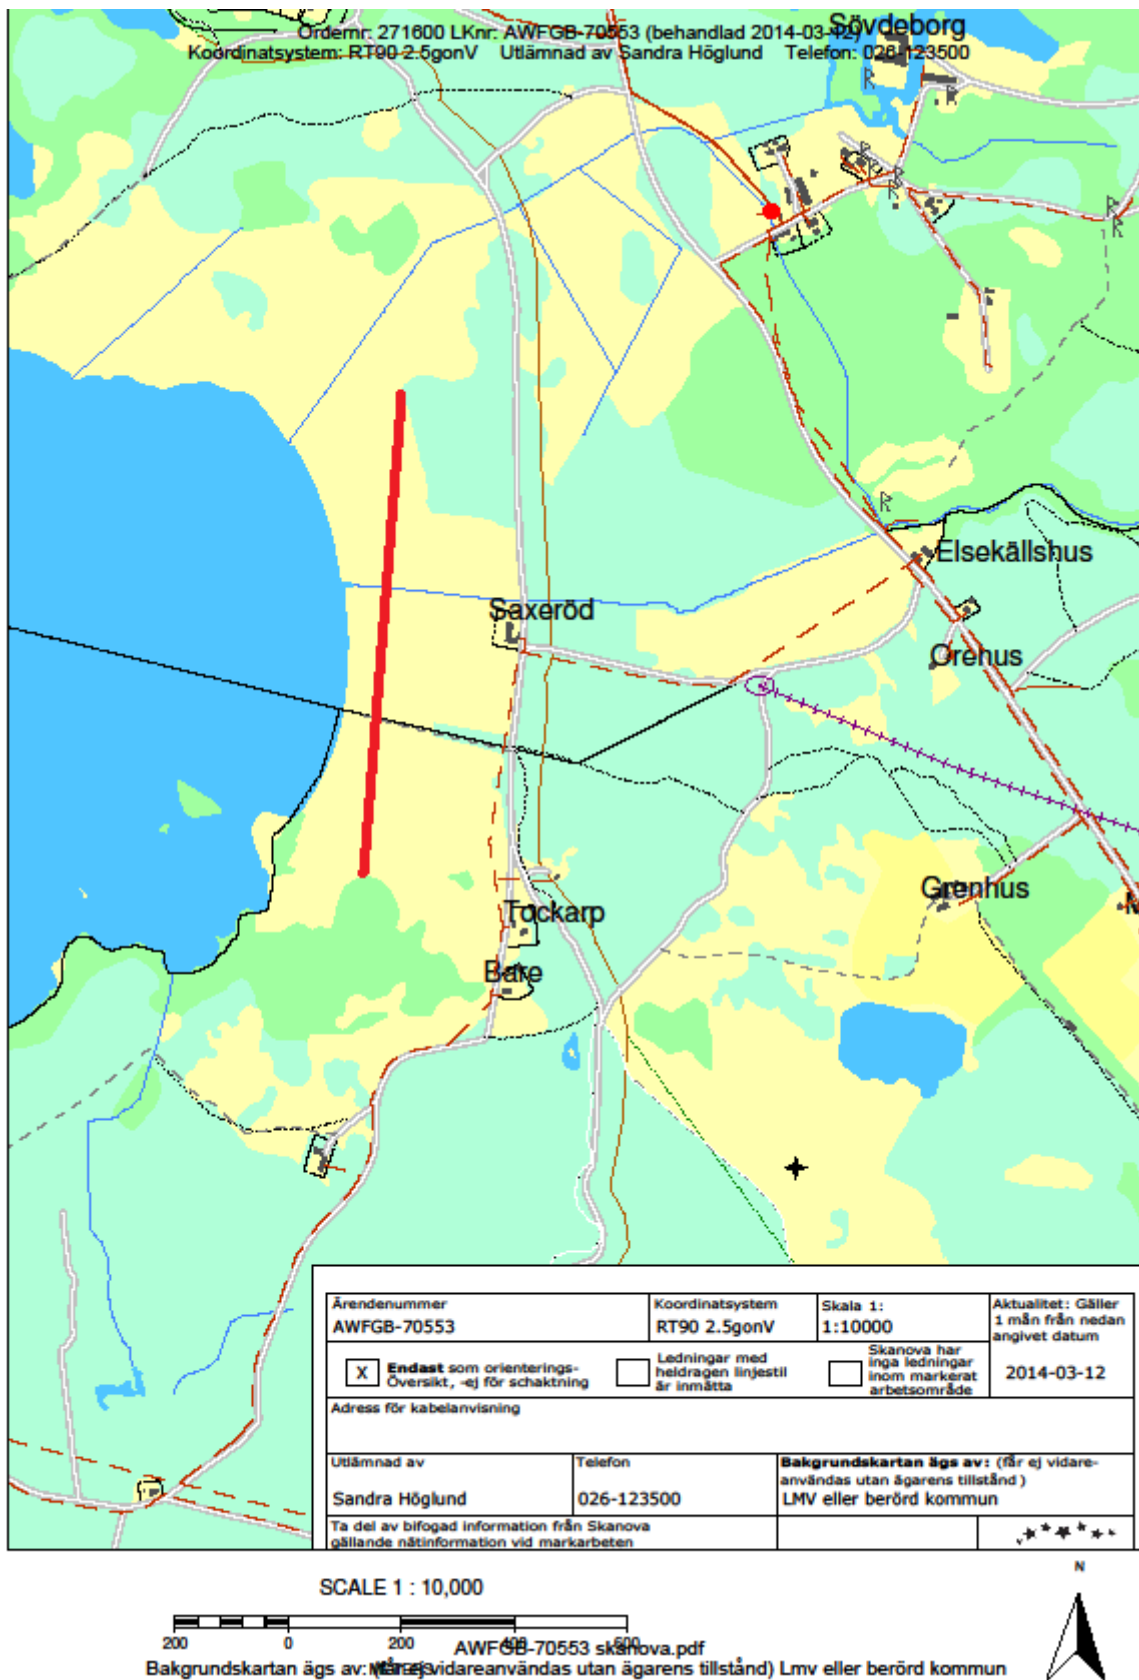 Sövdeborg
Ordernr: 271600 LKnr: AWFGB-70553 (behandlad 2014-03-12)
Koordinatsystem: RT90 2.5gonV Utlämnad av Sandra Höglund Telefon: 026-123500
Elsekällshus
Saxeröd
Orehus
Grenhus
Tockarp
Bare
Ärendenummer
AWFGB-70553
Koordinatsystem
RT90 2.5gonV
Skala 1:
1:10000
Aktualitet: Gäller
1 mån från nedan
angivet datum
2014-03-12
X
Endast som orienterings-
Översikt, -ej för schaktning
Ledningar med
heldragen linjestil
är inmätta
Skanova har
inga ledningar
inom markerat
arbetsområde
Adress för kabelanvisning
Utlämnad av
Sandra Höglund
Telefon
026-123500
Bakgrundskartan ägs av: (får ej vidare-
användas utan ägarens tillstånd )
LMV eller berörd kommun
Ta del av bifogad information från Skanova
gällande nätinformation vid markarbeten
N
SCALE 1 : 10,000
200 0 200 400 600
AWFGB-70553 skanova.pdf
Bakgrundskartan ägs av: (får ej vidareanvändas utan ägarens tillstånd) Lmv eller berörd kommun